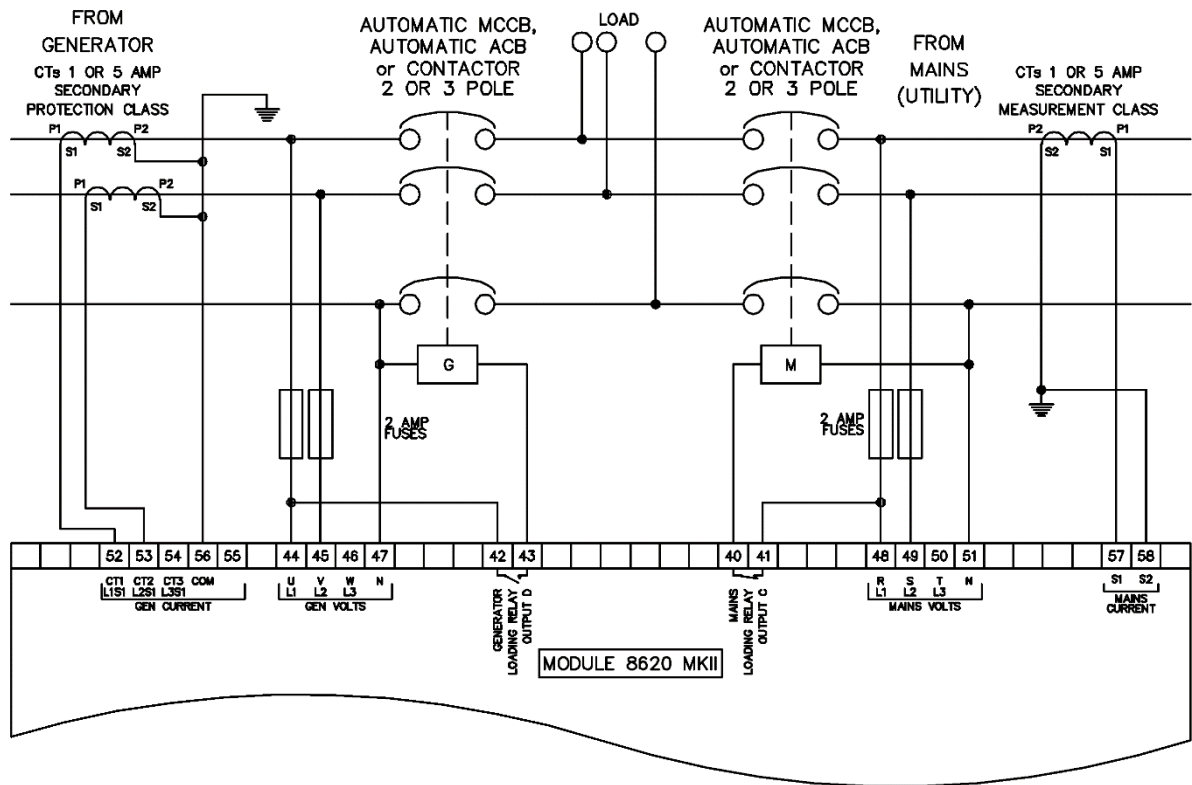 FROM
GENERATOR
CTs 1 OR 5 AMP
SECONDARY
PROTECTION CLASS
AUTOMATIC MCCB,
AUTOMATIC ACB
or CONTACTOR
2 OR 3 POLE
LOAD
AUTOMATIC MCCB,
AUTOMATIC ACB
or CONTACTOR
2 OR 3 POLE
FROM
MAINS
(UTILITY)
CTs 1 OR 5 AMP
SECONDARY
MEASUREMENT CLASS
P1 P2
S1 S2
P1 P2
S1 S2
P2 P1
S2 S1
G
M
2 AMP
FUSES
2 AMP
FUSES
52 53 54 56 55 44 45 46 47 42 43 40 41 48 49 50 51 57 58
CT1 CT2 CT3 COM
L1S1 L2S1 L3S1
GEN CURRENT
U V W N
L1 L2 L3
GEN VOLTS
GENERATOR
LOADING RELAY
OUTPUT D
MAINS
LOADING RELAY
OUTPUT C
R S T N
L1 L2 L3
MAINS VOLTS
S1 S2
MAINS
CURRENT
MODULE 8620 MKII